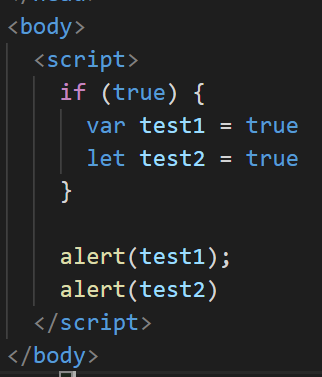 <body>
<script>
if (true) {
var test1 = true
let test2 = true
}
alert(test1);
alert(test2)
</script>
</body>